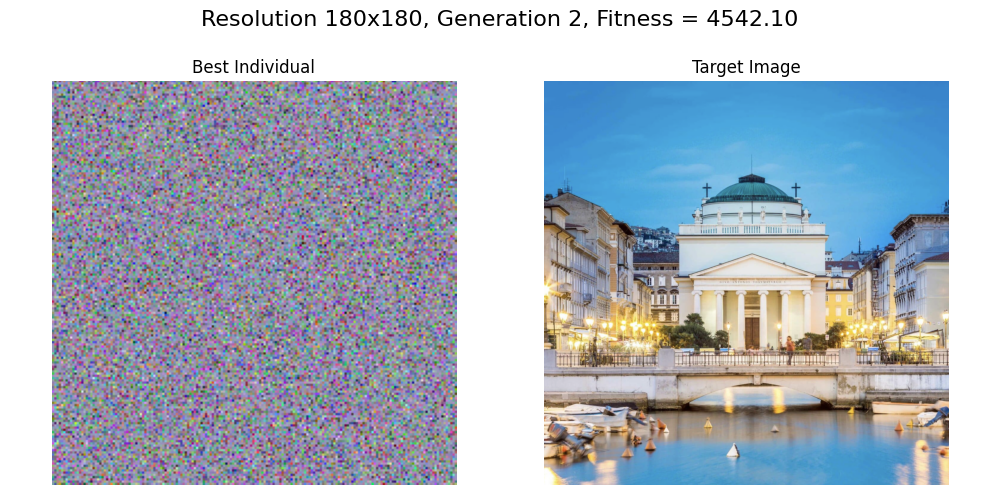 Resolution 180x180, Generation 2, Fitness = 4542.10
Best Individual
Target Image